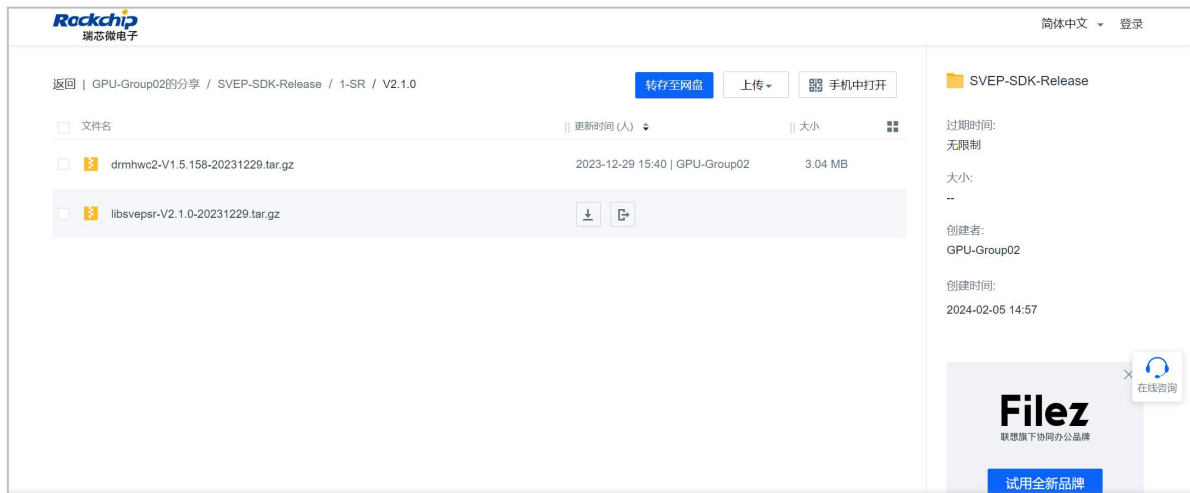 Rockchip
瑞芯微电子
简体中文 登录
返回 | GPU-Group02的分享 / SVEP-SDK-Release / 1-SR / V2.1.0
转存至网盘 上传 手机中打开
文件名 更新时间 (人) 大小
drmhwc2-V1.5.158-20231229.tar.gz 2023-12-29 15:40 | GPU-Group02 3.04 MB
libsvepsr-V2.1.0-20231229.tar.gz
SVEP-SDK-Release
过期时间:
无限制
大小:
--
创建者:
GPU-Group02
创建时间:
2024-02-05 14:57
在线咨询
Filez
联想旗下协同办公品牌
试用全新品牌